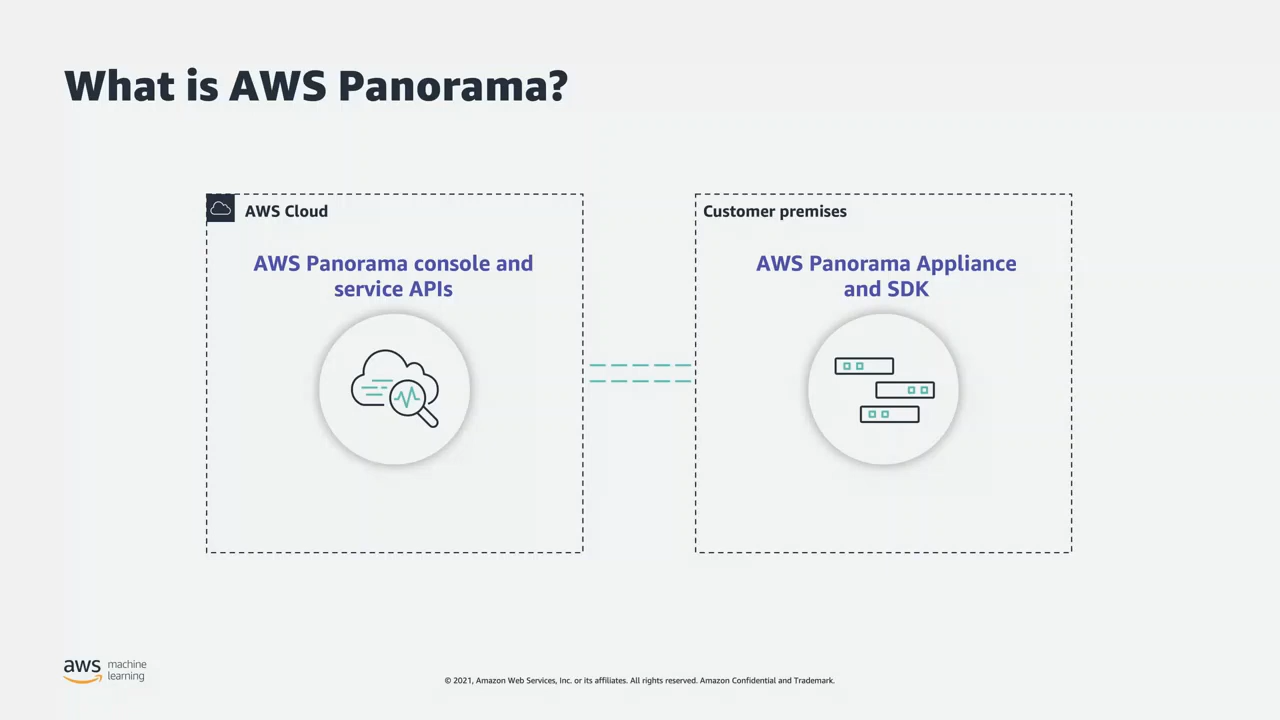 What is AWS Panorama?
AWS Cloud
AWS Panorama console and
service APIs
Customer premises
AWS Panorama Appliance
and SDK
aws machine
learning
© 2021, Amazon Web Services, Inc. or its affiliates. All rights reserved. Amazon Confidential and Trademark.